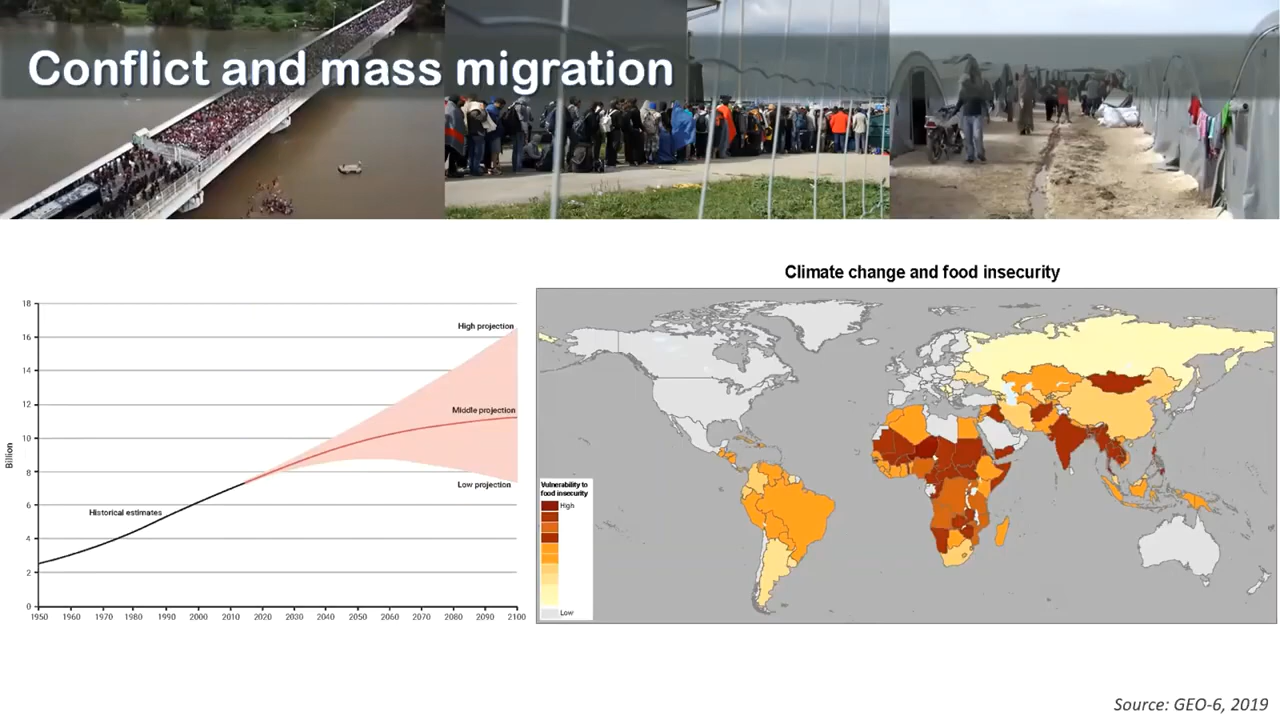 Conflict and mass migration
18
16
14
12
10
8
6
4
2
0
Billion
High projection
Middle projection
Low projection
Historical estimates
1950 1960 1970 1980 1990 2000 2010 2020 2030 2040 2050 2060 2070 2080 2090 2100
Climate change and food insecurity
Vulnerability to
food insecurity
High
Low
Source: GEO-6, 2019